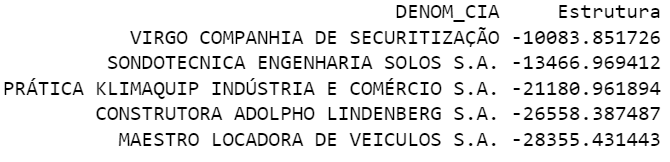 DENOM_CIA Estrutura
VIRGO COMPANHIA DE SECURITIZAÇÃO -10083.851726
SONDOTECNICA ENGENHARIA SOLOS S.A. -13466.969412
PRÁTICA KLIMAQUIP INDÚSTRIA E COMÉRCIO S.A. -21180.961894
CONSTRUTORA ADOLPHO LINDENBERG S.A. -26558.387487
MAESTRO LOCADORA DE VEICULOS S.A. -28355.431443